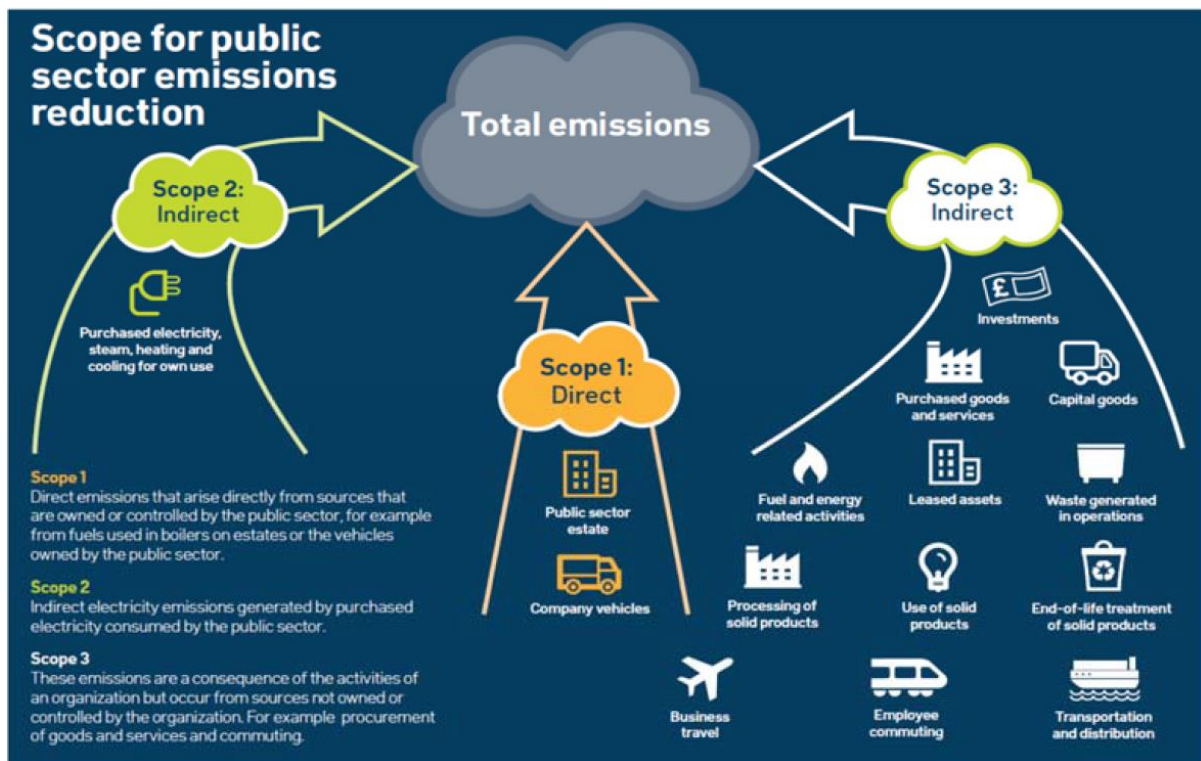 Scope for public
sector emissions
reduction
Total emissions
Scope 2:
Indirect
Scope 3:
Indirect
Purchased electricity,
steam, heating and
cooling for own use
£
Investments
Scope 1:
Direct
Purchased goods
and services
Capital goods
Public sector
estate
Fuel and energy
related activities
Leased assets
Waste generated
in operations
Company vehicles
Processing of
solid products
Use of solid
products
End-of-life treatment
of solid products
Business
travel
Employee
commuting
Transportation
and distribution
Scope 1
Direct emissions that arise directly from sources that
are owned or controlled by the public sector, for example
from fuels used in boilers on estates or the vehicles
owned by the public sector.
Scope 2
Indirect electricity emissions generated by purchased
electricity consumed by the public sector.
Scope 3
These emissions are a consequence of the activities of
an organization but occur from sources not owned or
controlled by the organization. For example procurement
of goods and services and commuting.